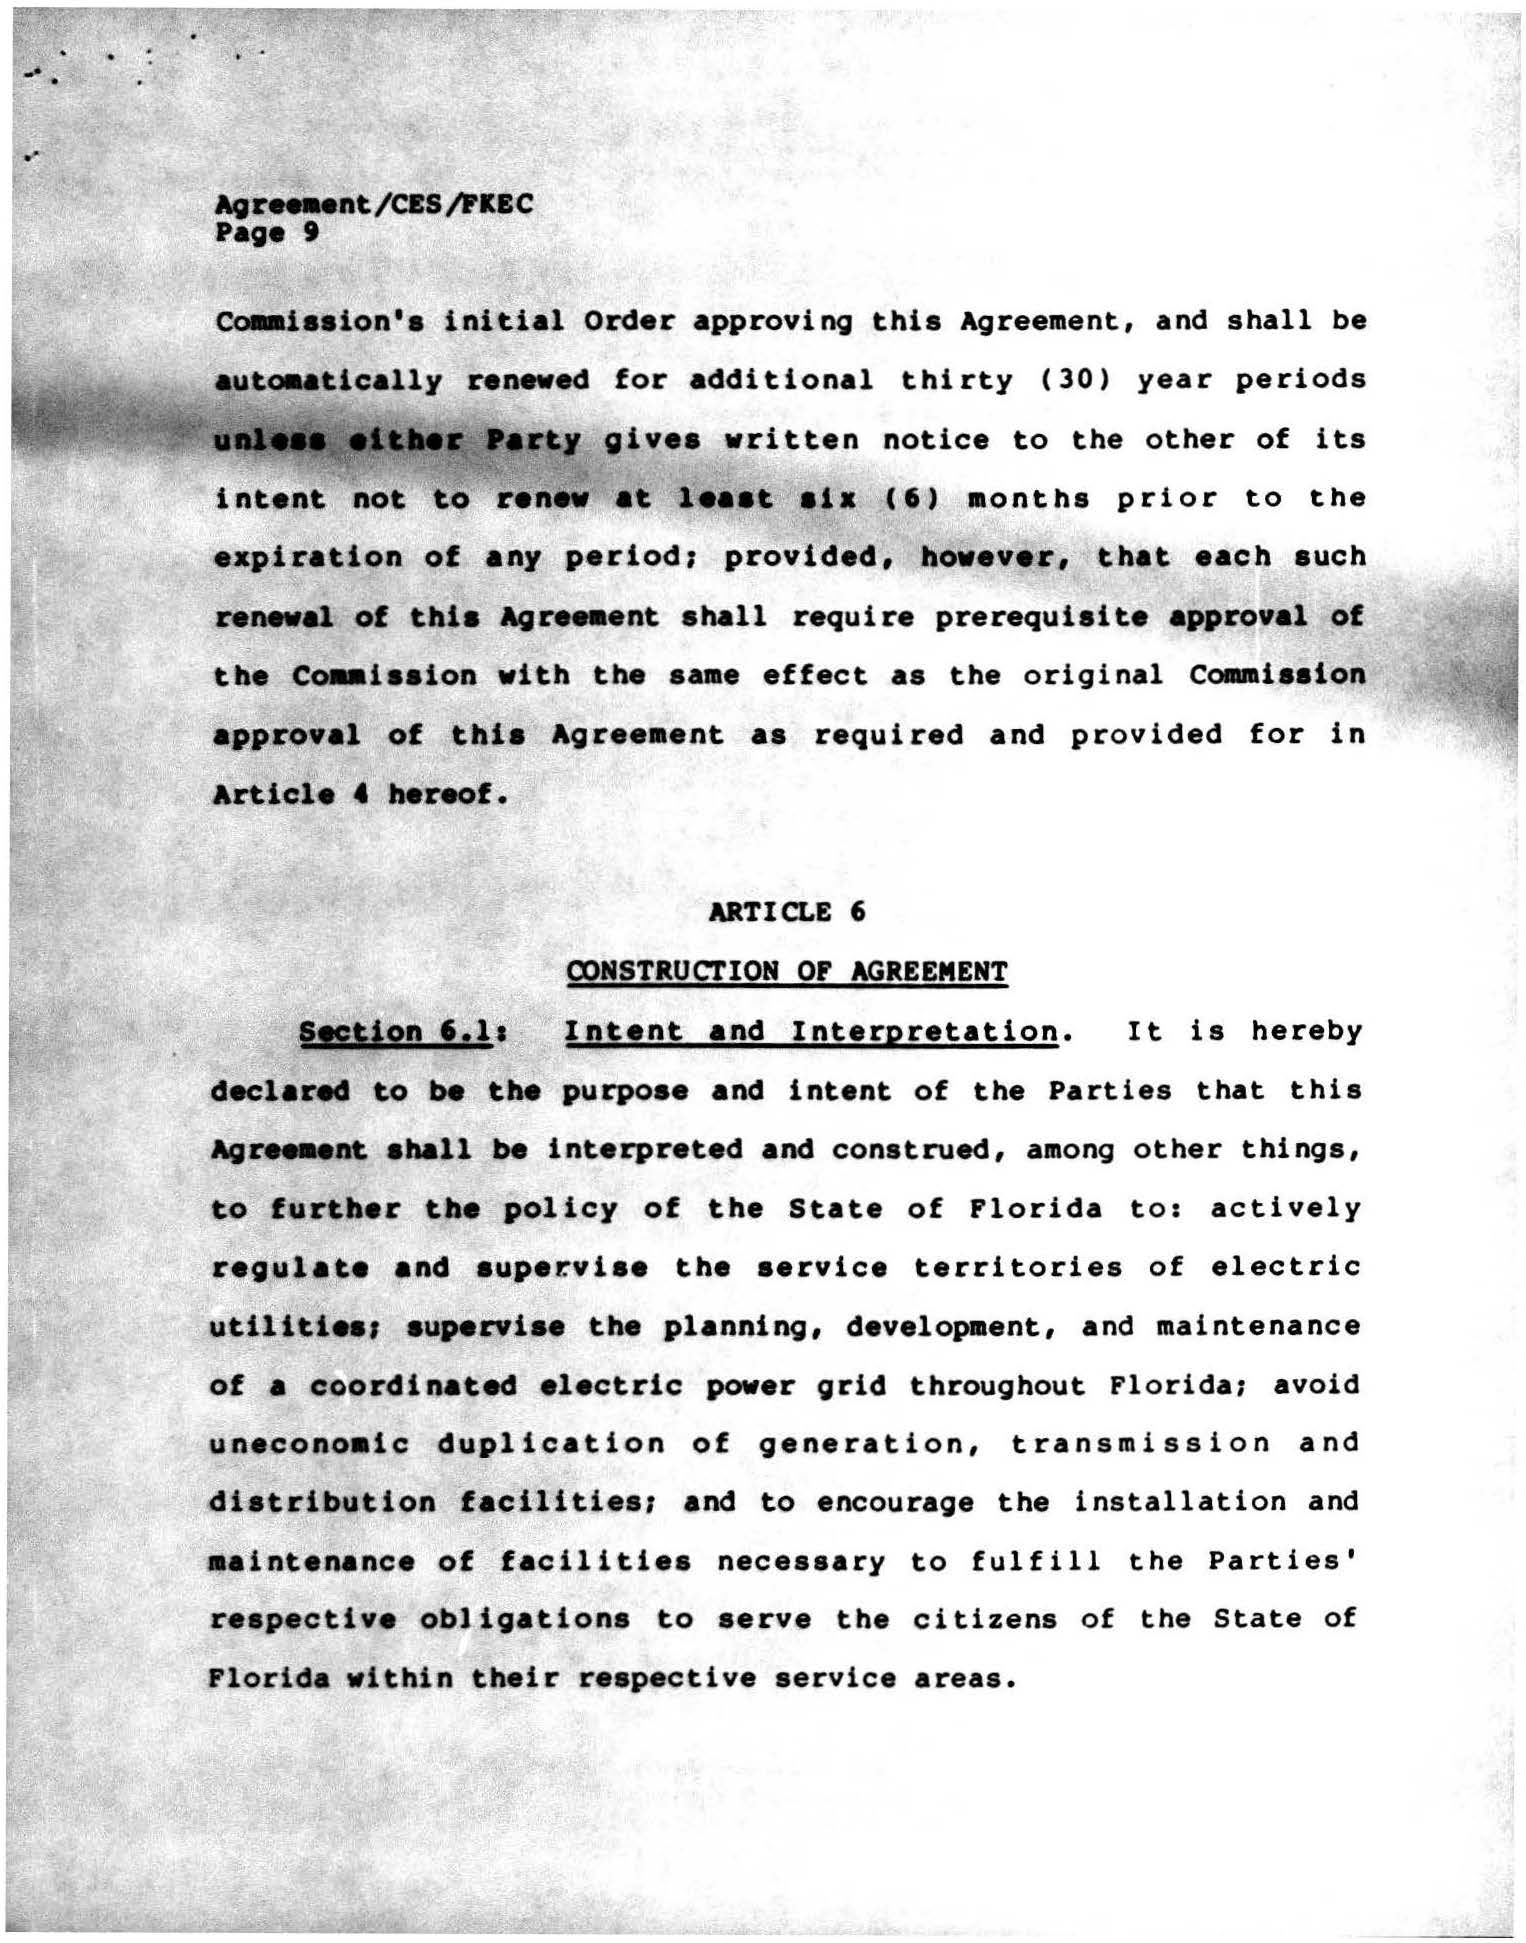 Agreement/CES/FKEC
Page 9
Commission's initial Order approving this Agreement, and shall be
automatically renewed for additional thirty (30) year periods
unless either Party gives written notice to the other of its
intent not to renew at least six (6) months prior to the
expiration of any period; provided, however, that each such
renewal of this Agreement shall require prerequisite approval of
the Commission with the same effect as the original Commission
approval of this Agreement as required and provided for in
Article 4 hereof.
ARTICLE 6
CONSTRUCTION OF AGREEMENT
Section 6.1: Intent and Interpretation. It is hereby
declared to be the purpose and intent of the Parties that this
Agreement shall be interpreted and construed, among other things,
to further the policy of the State of Florida to: actively
regulate and supervise the service territories of electric
utilities; supervise the planning, development, and maintenance
of a coordinated electric power grid throughout Florida; avoid
uneconomic duplication of generation, transmission and
distribution facilities; and to encourage the installation and
maintenance of facilities necessary to fulfill the Parties'
respective obligations to serve the citizens of the State of
Florida within their respective service areas.